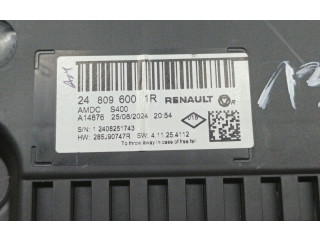 24 809 600 1R RENAULT
AMDC S400
A14876 25/08/2024 20:54
S/N: 1 2408251743
HW: 285J90747R SW: 4.11.25.4112
To throw away in case of free fall